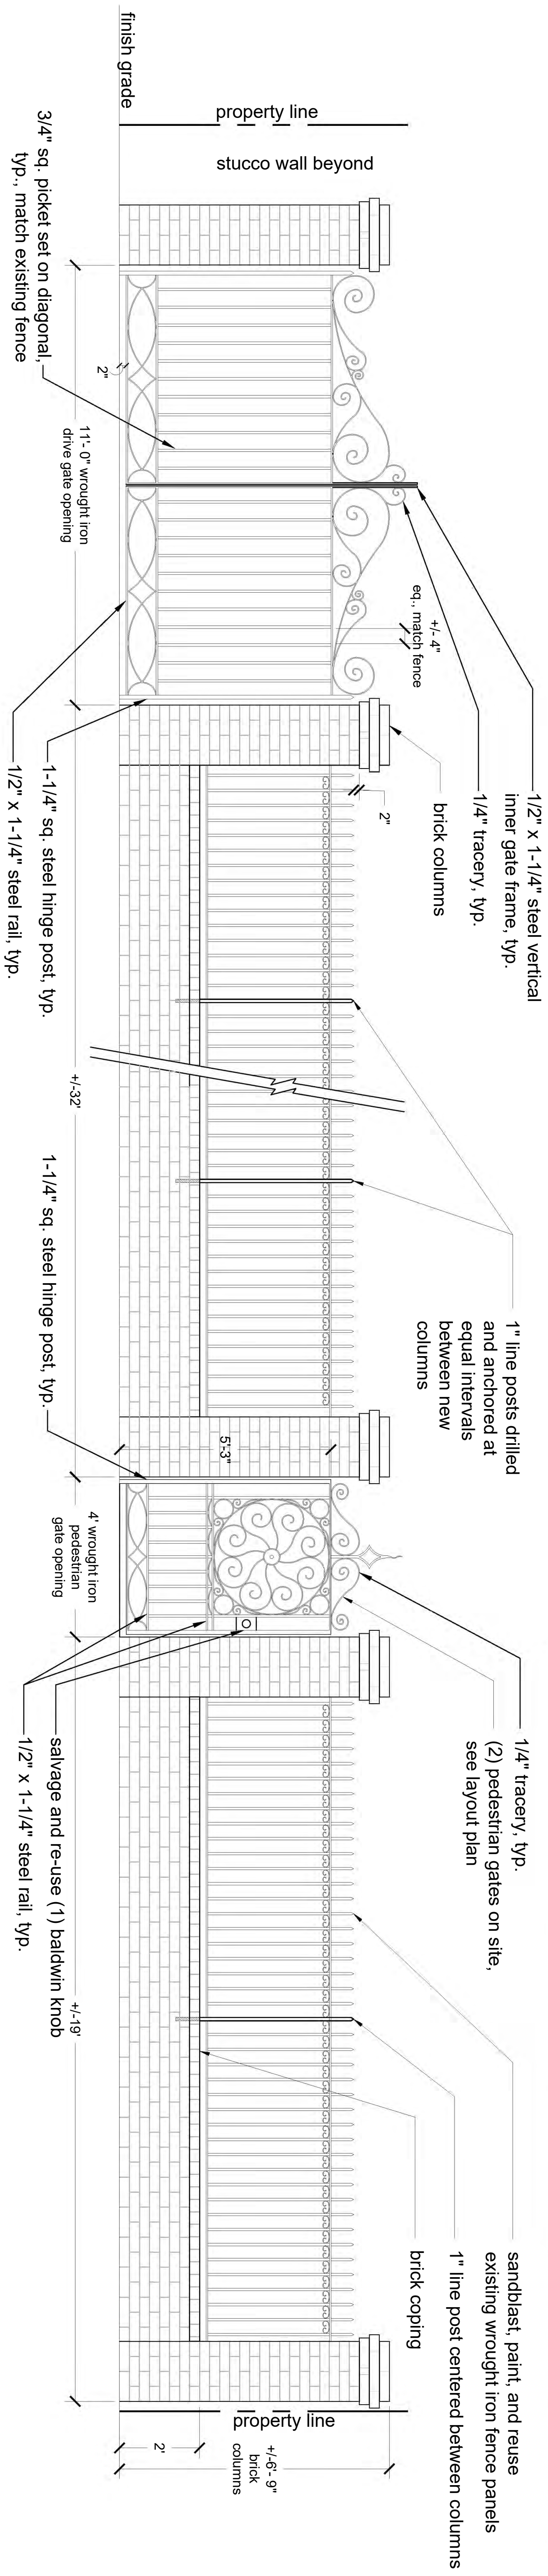 finish grade
property line
stucco wall beyond
3/4" sq. picket set on diagonal,
typ., match existing fence
2"
11'- 0" wrought iron
drive gate opening
+/- 4"
eq., match fence
1/2" x 1-1/4" steel vertical
inner gate frame, typ.
1/4" tracery, typ.
brick columns
1-1/4" sq. steel hinge post, typ.
1/2" x 1-1/4" steel rail, typ.
2"
+/-32'
1" line posts drilled
and anchored at
equal intervals
between new
columns
1-1/4" sq. steel hinge post, typ.
5'-3"
4' wrought iron
pedestrian
gate opening
1/4" tracery, typ.
(2) pedestrian gates on site,
see layout plan
salvage and re-use (1) baldwin knob
1/2" x 1-1/4" steel rail, typ.
+/-19'
sandblast, paint, and reuse
existing wrought iron fence panels
1" line post centered between columns
brick coping
property line
2'
+/-6'- 9"
brick
columns